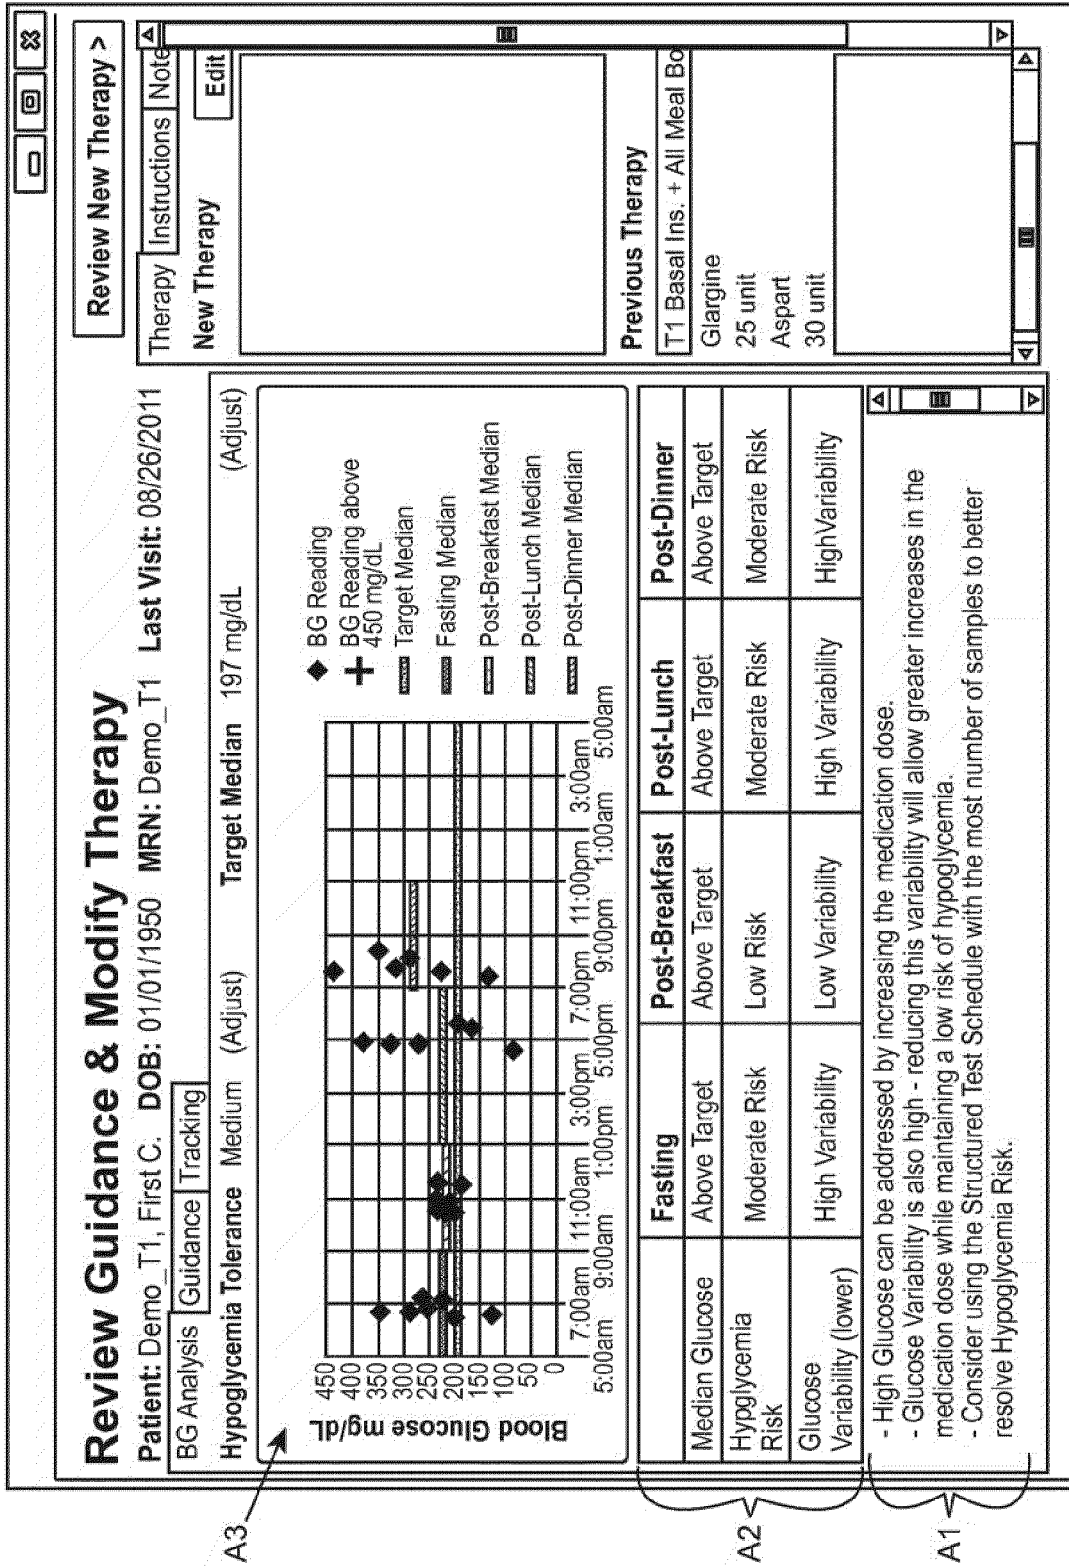 Review Guidance & Modify Therapy
Review New Therapy >
Patient: Demo_T1, First C. DOB: 01/01/1950 MRN: Demo_T1 Last Visit: 08/26/2011
BG Analysis Guidance Tracking
Hypoglycemia Tolerance Medium (Adjust) Target Median 197 mg/dL (Adjust)
A3
Blood Glucose mg/dL
450
400
350
300
250
200
150
100
50
0
5:00am 7:00am 9:00am 11:00am 1:00pm 3:00pm 5:00pm 7:00pm 9:00pm 11:00pm 1:00am 3:00am 5:00am
BG Reading
BG Reading above
450 mg/dL
Target Median
Fasting Median
Post-Breakfast Median
Post-Lunch Median
Post-Dinner Median
A2
Fasting Post-Breakfast Post-Lunch Post-Dinner
Median Glucose Above Target Above Target Above Target Above Target
Hypglycemia
Risk Moderate Risk Low Risk Moderate Risk Moderate Risk
Glucose
Variability (lower) High Variability Low Variability High Variability HighVariability
A1
- High Glucose can be addressed by increasing the medication dose.
- Glucose Variability is also high - reducing this variability will allow greater increases in the
medication dose while maintaining a low risk of hypoglycemia.
- Consider using the Structured Test Schedule with the most number of samples to better
resolve Hypoglycemia Risk.
Therapy Instructions Note
New Therapy Edit
Previous Therapy
T1 Basal Ins. + All Meal Bo
Glargine
25 unit
Aspart
30 unit